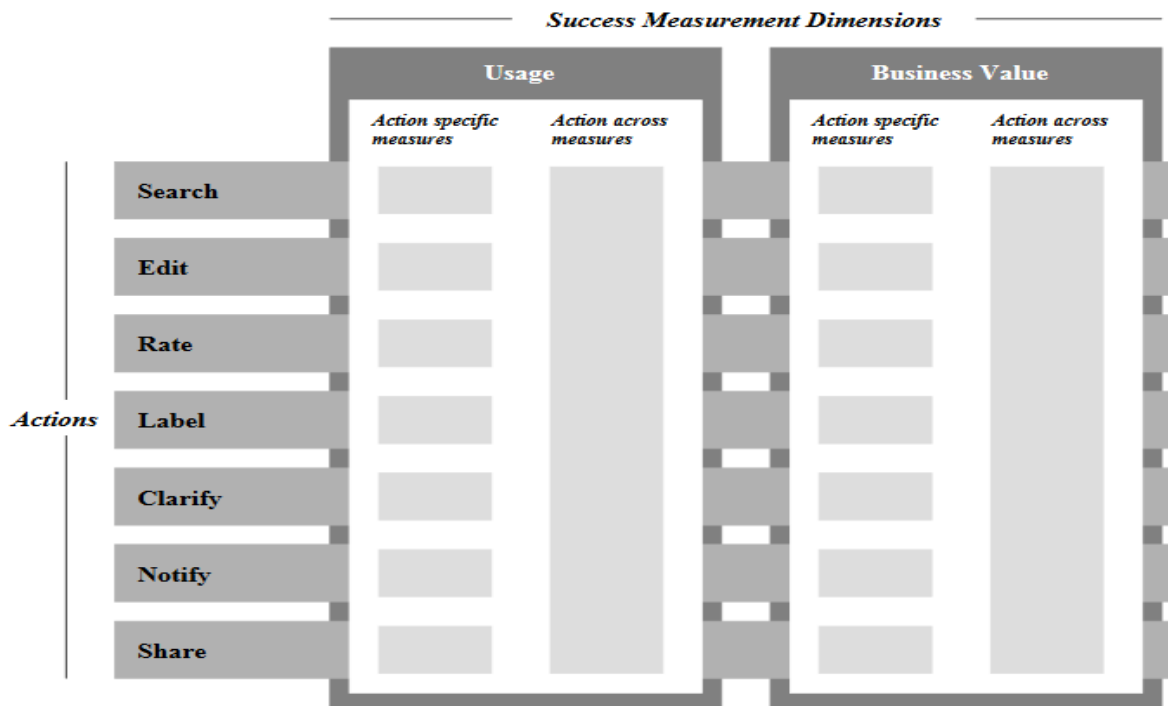 Success Measurement Dimensions
Usage
Business Value
Action specific
measures
Action across
measures
Action specific
measures
Action across
measures
Actions
Search
Edit
Rate
Label
Clarify
Notify
Share